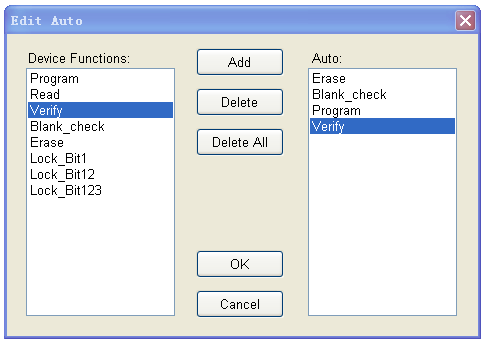 Edit Auto
Device Functions:
Program
Read
Verify
Blank_check
Erase
Lock_Bit1
Lock_Bit12
Lock_Bit123
Add
Delete
Delete All
OK
Cancel
Auto:
Erase
Blank_check
Program
Verify